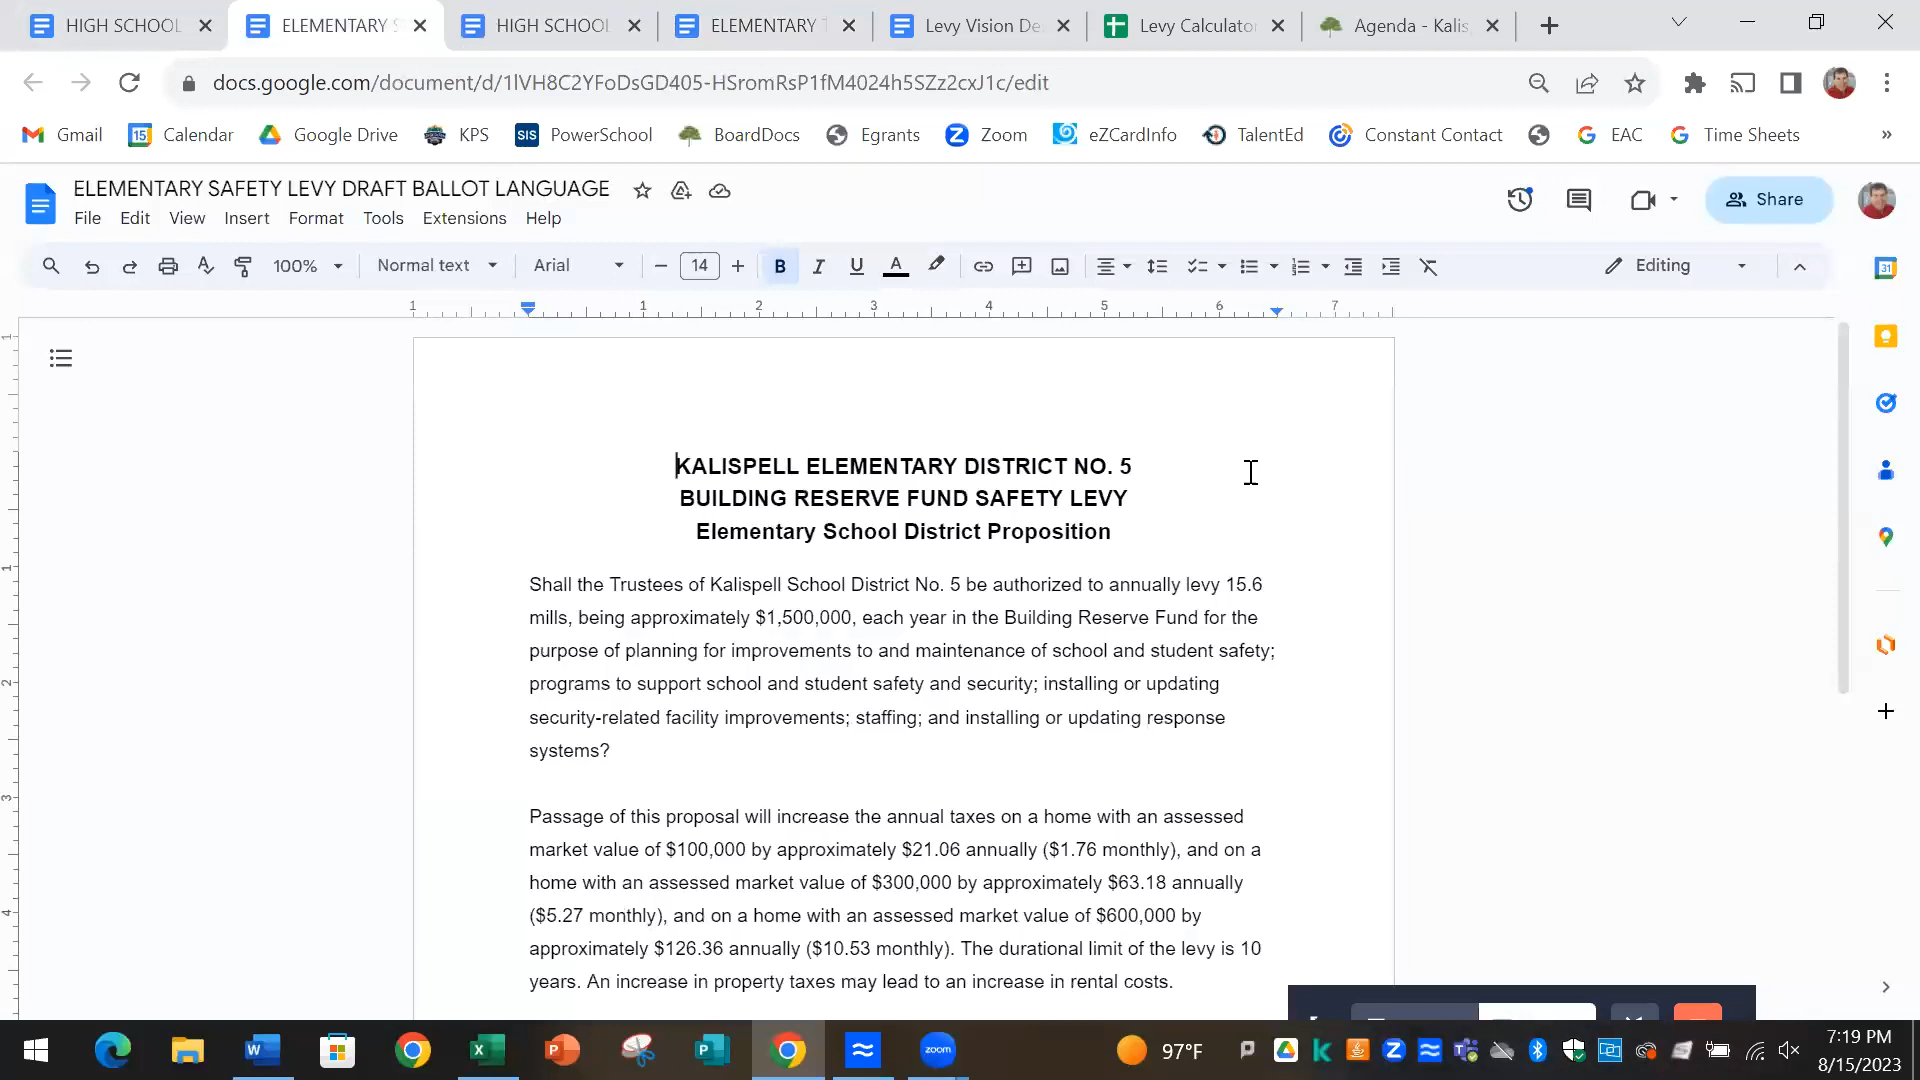 HIGH SCHOOL
ELEMENTARY S
HIGH SCHOOL
ELEMENTARY T
Levy Vision De
Levy Calculator
Agenda - Kalis
docs.google.com/document/d/1lVH8C2YFoDsGD405-HSromRsP1fM4024h5SZz2cxJ1c/edit
Gmail
Calendar
Google Drive
KPS
SIS PowerSchool
BoardDocs
Egrants
Zoom
eZCardInfo
TalentEd
Constant Contact
EAC
Time Sheets
»
ELEMENTARY SAFETY LEVY DRAFT BALLOT LANGUAGE
File Edit View Insert Format Tools Extensions Help
Share
100% Normal text Arial 14 B I U A Editing
1 1 2 3 4 5 6 7
KALISPELL ELEMENTARY DISTRICT NO. 5
BUILDING RESERVE FUND SAFETY LEVY
Elementary School District Proposition
Shall the Trustees of Kalispell School District No. 5 be authorized to annually levy 15.6
mills, being approximately $1,500,000, each year in the Building Reserve Fund for the
purpose of planning for improvements to and maintenance of school and student safety;
programs to support school and student safety and security; installing or updating
security-related facility improvements; staffing; and installing or updating response
systems?
Passage of this proposal will increase the annual taxes on a home with an assessed
market value of $100,000 by approximately $21.06 annually ($1.76 monthly), and on a
home with an assessed market value of $300,000 by approximately $63.18 annually
($5.27 monthly), and on a home with an assessed market value of $600,000 by
approximately $126.36 annually ($10.53 monthly). The durational limit of the levy is 10
years. An increase in property taxes may lead to an increase in rental costs.
zoom
97°F
7:19 PM
8/15/2023